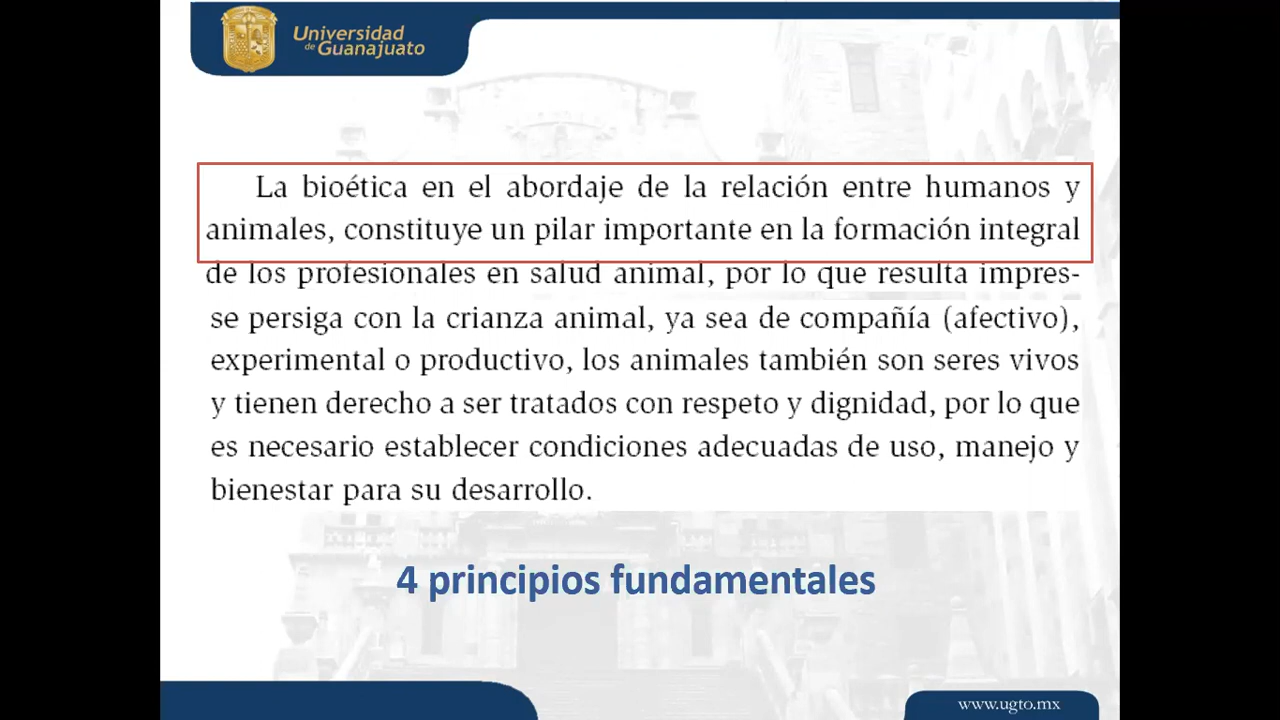 Universidad
de Guanajuato
La bioética en el abordaje de la relación entre humanos y
animales, constituye un pilar importante en la formación integral
de los profesionales en salud animal, por lo que resulta impres-
se persiga con la crianza animal, ya sea de compañía (afectivo),
experimental o productivo, los animales también son seres vivos
y tienen derecho a ser tratados con respeto y dignidad, por lo que
es necesario establecer condiciones adecuadas de uso, manejo y
bienestar para su desarrollo.
4 principios fundamentales
www.ugto.mx